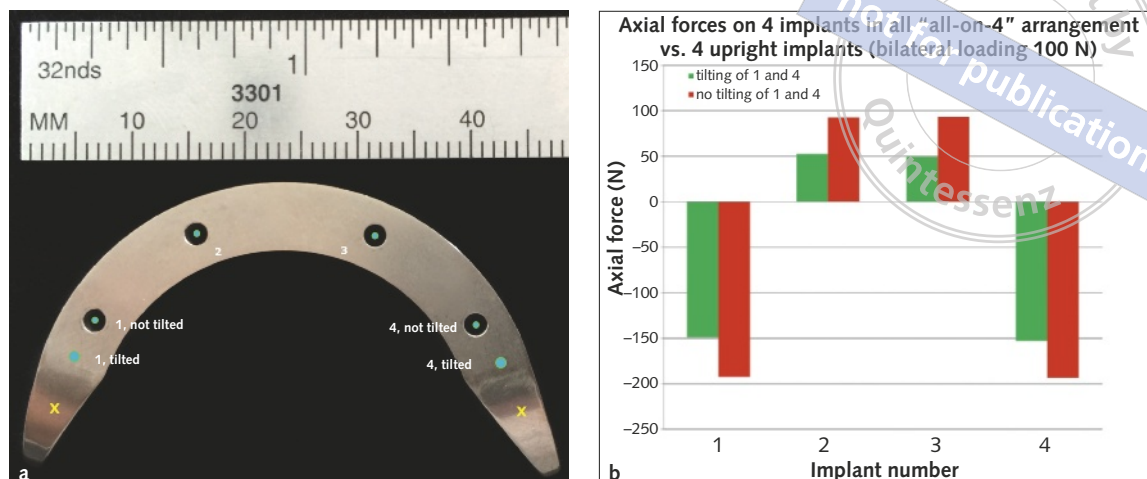 32nds
1
3301
MM 10 20 30 40
2 3
1, not tilted 4, not tilted
1, tilted 4, tilted
x x
a
Axial forces on 4 implants in all “all-on-4” arrangement
vs. 4 upright implants (bilateral loading 100 N)
150
tilting of 1 and 4
no tilting of 1 and 4
100
50
0
−50
−100
−150
−200
−250
Axial force (N)
1 2 3 4
Implant number
b
not for publication
Quintessenz
by